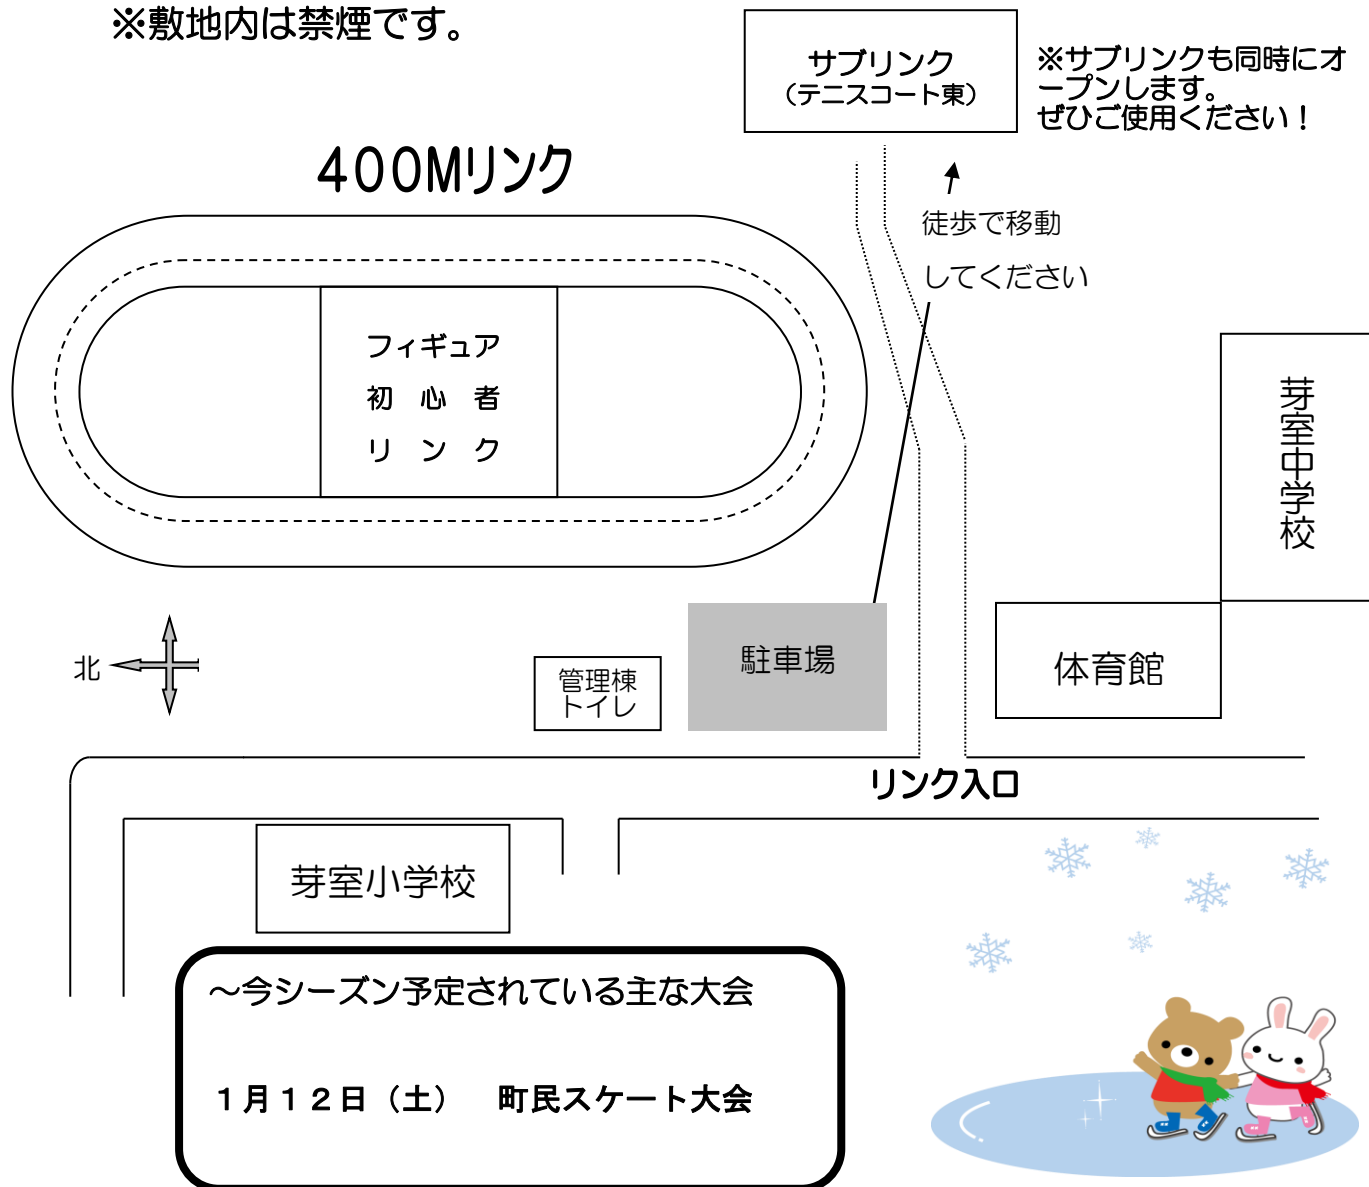 ※敷地内は禁煙です。
サブリンク
（テニスコート東）
※サブリンクも同時にオ
ープンします。
ぜひご使用ください！
４００Ｍリンク
徒歩で移動
してください
フィギュア
初　心　者
リ　ン　ク
芽室中学校
北
管理棟
トイレ
駐車場
体育館
リンク入口
芽室小学校
～今シーズン予定されている主な大会
１月１２日（土）　町民スケート大会